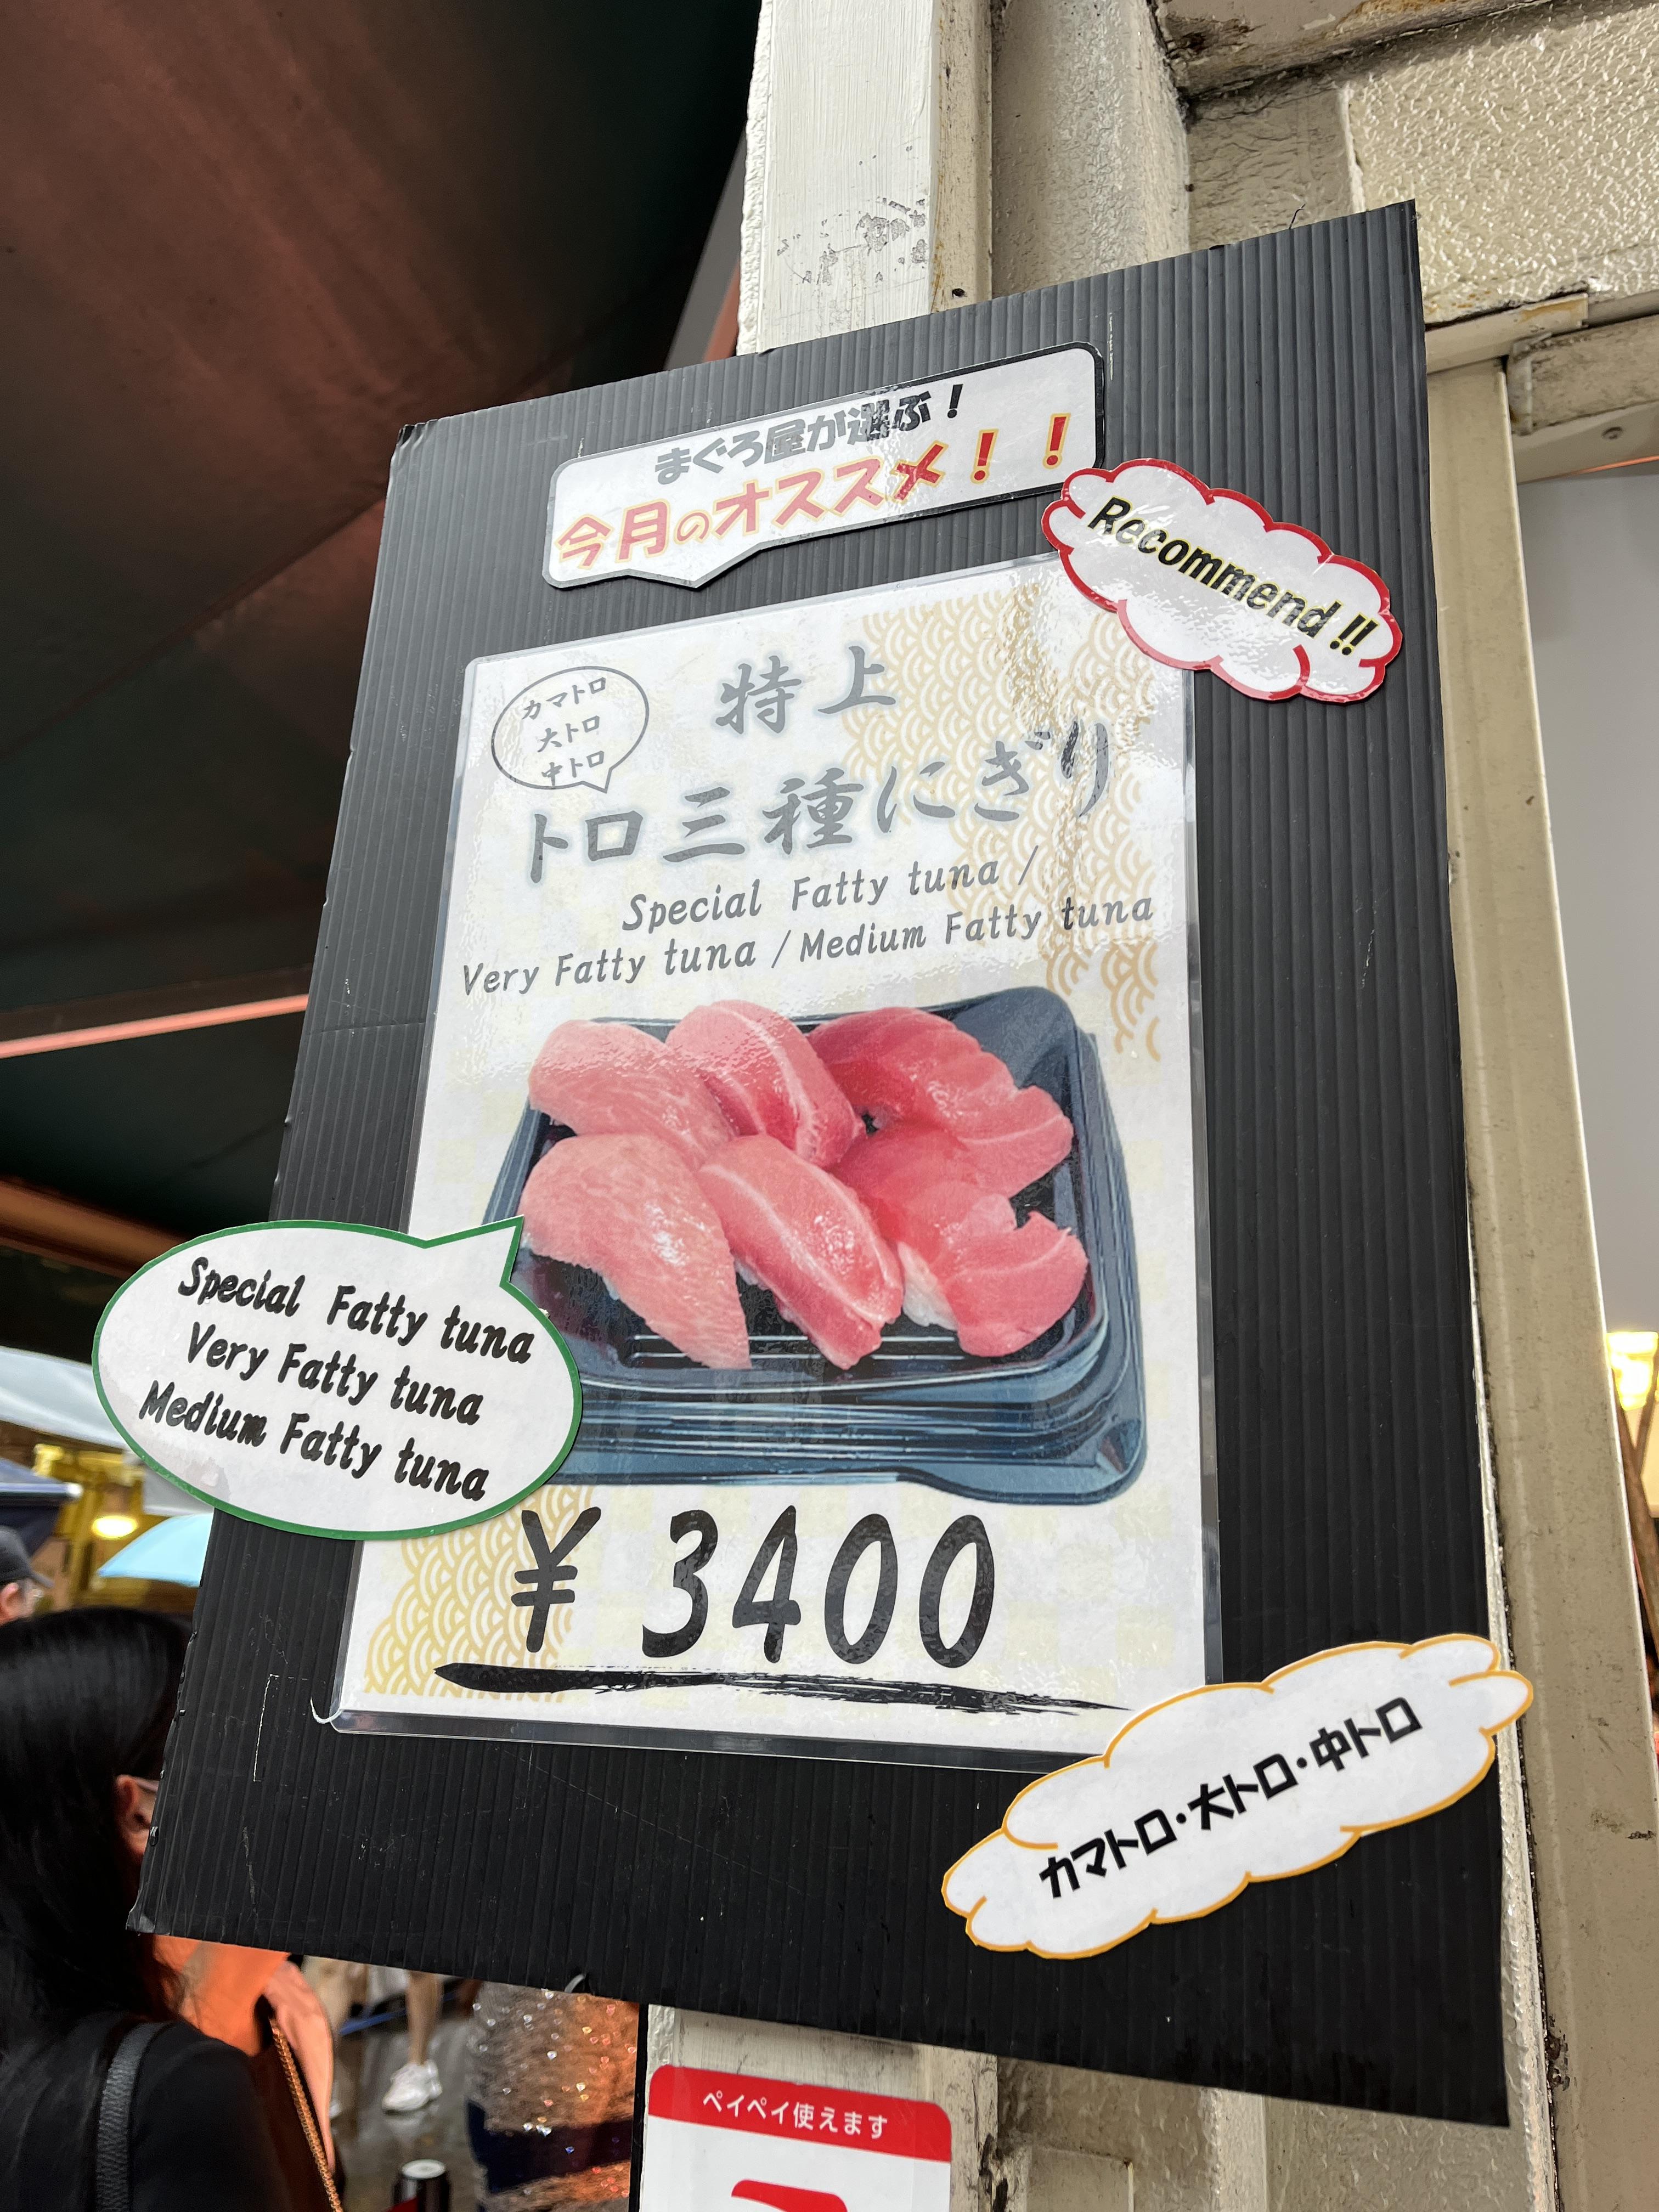 まぐろ屋が選ぶ！
今月のオススメ！！
Recommend !!
カマトロ
大トロ
中トロ
特上
トロ三種にぎり
Special Fatty tuna /
Very Fatty tuna / Medium Fatty tuna
Special Fatty tuna
Very Fatty tuna
Medium Fatty tuna
¥ 3400
カマトロ・大トロ・中トロ
ペイペイ使えます